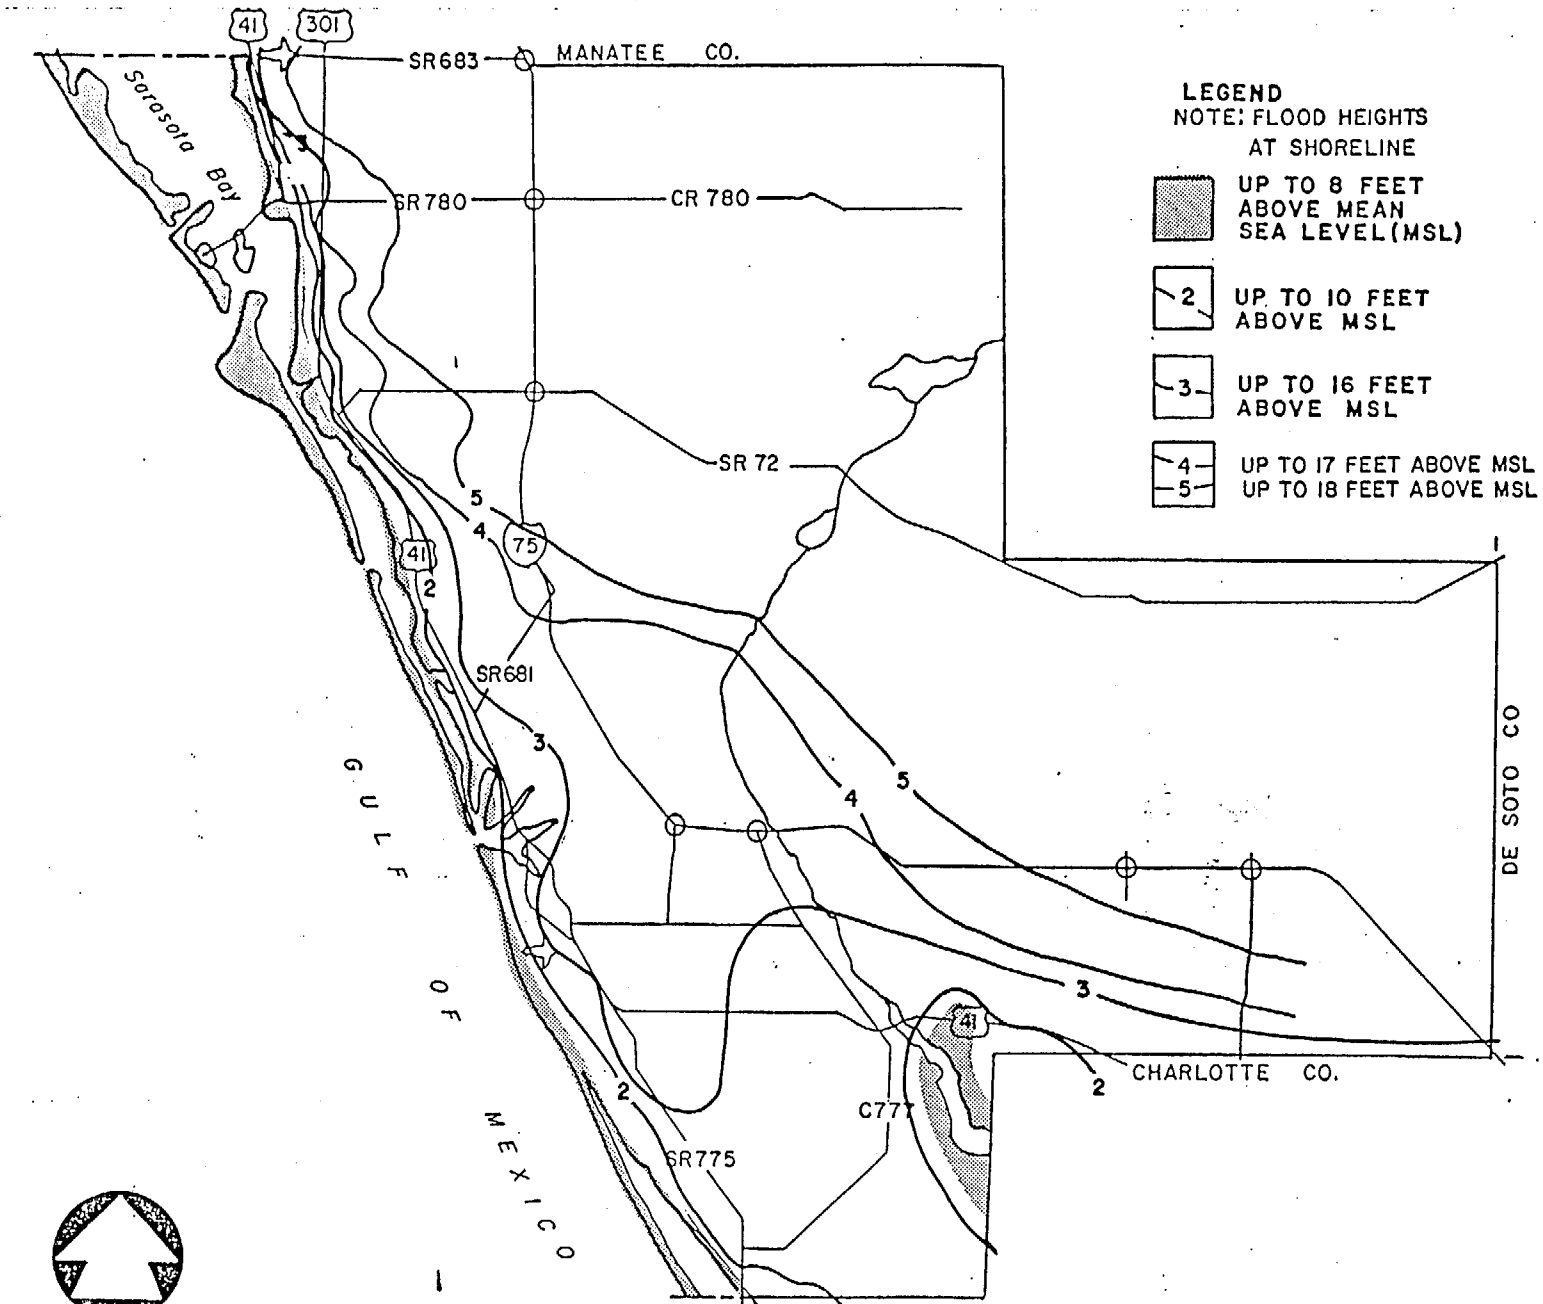 41
301
SR683
MANATEE CO.
Sarasota Bay
3
SR780
CR 780
LEGEND
NOTE: FLOOD HEIGHTS
AT SHORELINE
UP TO 8 FEET
ABOVE MEAN
SEA LEVEL(MSL)
2
UP TO 10 FEET
ABOVE MSL
3
UP TO 16 FEET
ABOVE MSL
4
UP TO 17 FEET ABOVE MSL
5
UP TO 18 FEET ABOVE MSL
SR 72
5
4
75
41
2
SR681
3
5
4
DE SOTO CO
GULF OF MEXICO
3
41
2
CHARLOTTE CO.
2
C777
SR775